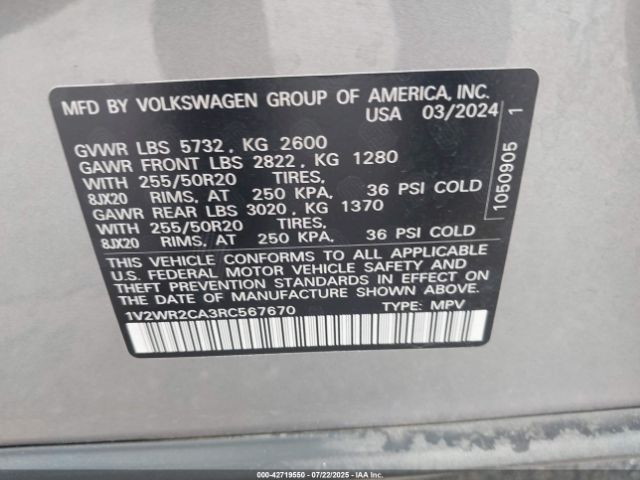 MFD BY VOLKSWAGEN GROUP OF AMERICA, INC.
USA 03/2024
GVWR LBS 5732 , KG 2600
GAWR FRONT LBS 2822 , KG 1280
WITH 255/50R20 TIRES,
8JX20 RIMS, AT 250 KPA, 36 PSI COLD
GAWR REAR LBS 3020 , KG 1370
WITH 255/50R20 TIRES,
8JX20 RIMS, AT 250 KPA, 36 PSI COLD
THIS VEHICLE CONFORMS TO ALL APPLICABLE
U.S. FEDERAL MOTOR VEHICLE SAFETY AND
THEFT PREVENTION STANDARDS IN EFFECT ON
THE DATE OF MANUFACTURE SHOWN ABOVE.
1V2WR2CA3RC567670 TYPE: MPV
1050905 1
000-42719550 | 07/22/2025 - IAA Inc.